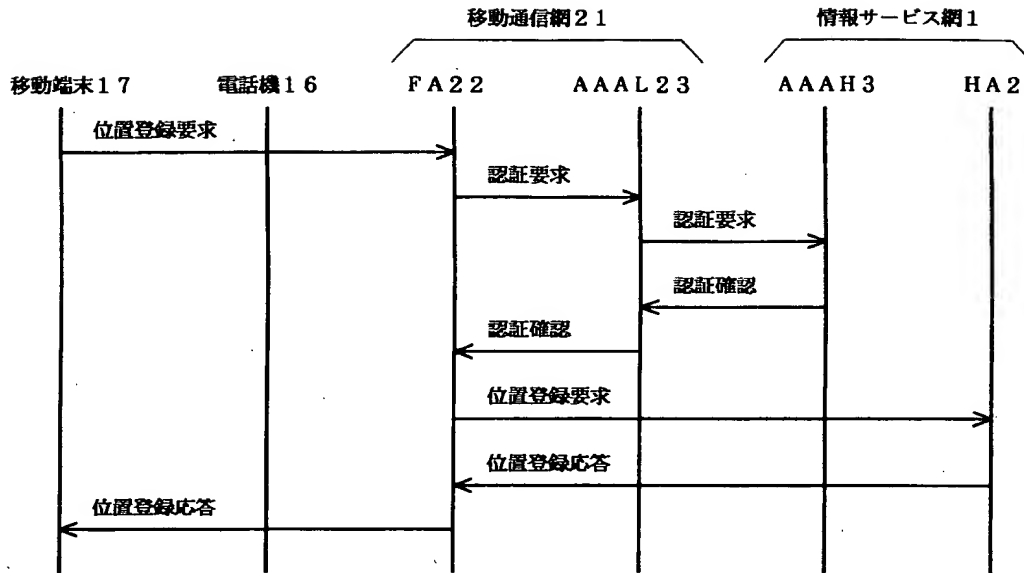 移動通信網21
情報サービス網1
移動端末17
電話機16
FA22
AAAL23
AAAH3
HA2
位置登録要求
認証要求
認証要求
認証確認
認証確認
位置登録要求
位置登録応答
位置登録応答